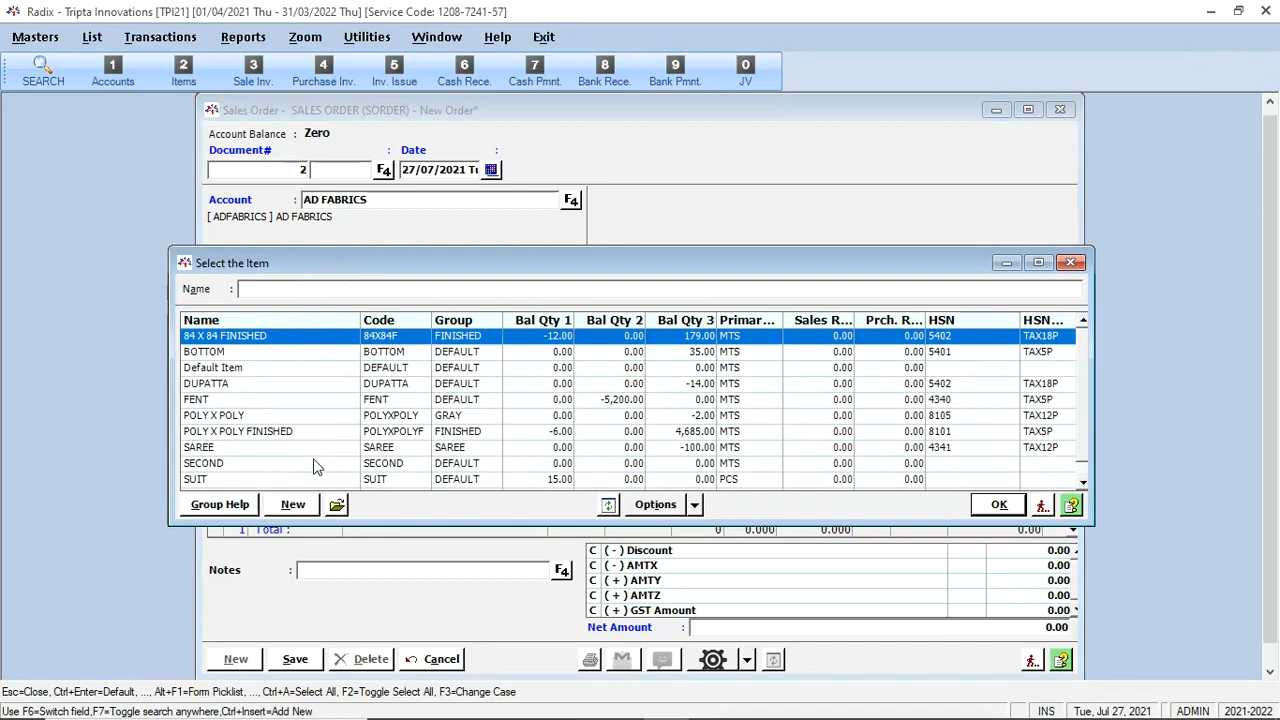 Radix - Tripta Innovations [TPI21] [01/04/2021 Thu - 31/03/2022 Thu] [Service Code: 1208-7241-57]
Masters List Transactions Reports Zoom Utilities Window Help Exit
1 2 3 4 5 6 7 8 9 0
SEARCH Accounts Items Sale Inv. Purchase Inv. Inv. Issue Cash Rece. Cash Pmnt. Bank Rece. Bank Pmnt. JV
Sales Order - SALES ORDER (SORDER) - New Order*
Account Balance : Zero
Document# : Date :
2 F4 27/07/2021 Tu
Account : AD FABRICS F4
[ ADFABRICS ] AD FABRICS
Select the Item
Name :
Name Code Group Bal Qty 1 Bal Qty 2 Bal Qty 3 Primar... Sales R... Prch. R... HSN HSN...
84 X 84 FINISHED 84X84F FINISHED -12.00 0.00 179.00 MTS 0.00 0.00 5402 TAX18P
BOTTOM BOTTOM DEFAULT 0.00 0.00 35.00 MTS 0.00 0.00 5401 TAX5P
Default Item DEFAULT DEFAULT 0.00 0.00 0.00 MTS 0.00 0.00
DUPATTA DUPATTA DEFAULT 0.00 0.00 -14.00 MTS 0.00 0.00 5402 TAX18P
FENT FENT DEFAULT 0.00 -5,200.00 0.00 MTS 0.00 0.00 4340 TAX5P
POLY X POLY POLYXPOLY GRAY 0.00 0.00 -2.00 MTS 0.00 0.00 8105 TAX12P
POLY X POLY FINISHED POLYXPOLYF FINISHED -6.00 0.00 4,685.00 MTS 0.00 0.00 8101 TAX5P
SAREE SAREE SAREE 0.00 0.00 -100.00 MTS 0.00 0.00 4341 TAX12P
SECOND SECOND DEFAULT 0.00 0.00 0.00 MTS 0.00 0.00
SUIT SUIT DEFAULT 15.00 0.00 0.00 PCS 0.00 0.00
Group Help New Options OK
1 Total : 0 0.000 0.000 0.00
C ( - ) Discount 0.00
C ( - ) AMTX 0.00
Notes : F4
C ( + ) AMTY 0.00
C ( + ) AMTZ 0.00
C ( + ) GST Amount 0.00
Net Amount : 0.00
New Save Delete Cancel
Esc=Close, Ctrl+Enter=Default, ..., Alt+F1=Form Picklist, ..., Ctrl+A=Select All, F2=Toggle Select All, F3=Change Case
Use F6=Switch field,F7=Toggle search anywhere,Ctrl+Insert=Add New INS Tue, Jul 27, 2021 ADMIN 2021-2022